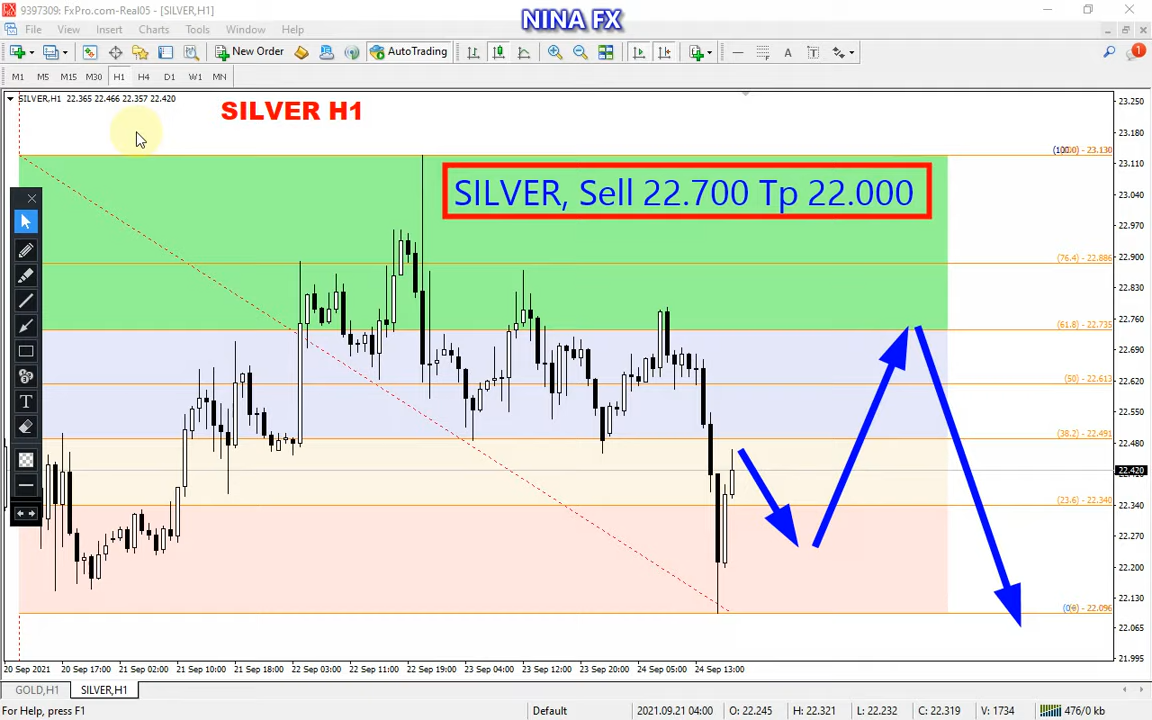 9397309: FxPro.com-Real05 - [SILVER,H1]
NINA FX
File View Insert Charts Tools Window Help
New Order AutoTrading
1
M1 M5 M15 M30 H1 H4 D1 W1 MN
SILVER,H1 22.365 22.466 22.357 22.420
SILVER H1
SILVER, Sell 22.700 Tp 22.000
23.250
23.180
23.130
23.110
23.040
22.970
(76.4) - 22.886
22.900
22.830
22.760
(61.8) - 22.735
22.690
(50) - 22.613
22.620
22.550
(38.2) - 22.491
22.480
22.420
(23.6) - 22.340
22.340
22.270
22.200
22.130
22.096
22.065
21.995
20 Sep 2021 20 Sep 17:00 21 Sep 02:00 21 Sep 10:00 21 Sep 18:00 22 Sep 03:00 22 Sep 11:00 22 Sep 19:00 23 Sep 04:00 23 Sep 12:00 23 Sep 20:00 24 Sep 05:00 24 Sep 13:00
GOLD,H1 SILVER,H1
For Help, press F1 Default 2021.09.21 04:00 O: 22.245 H: 22.321 L: 22.232 C: 22.319 V: 1734 476/0 kb